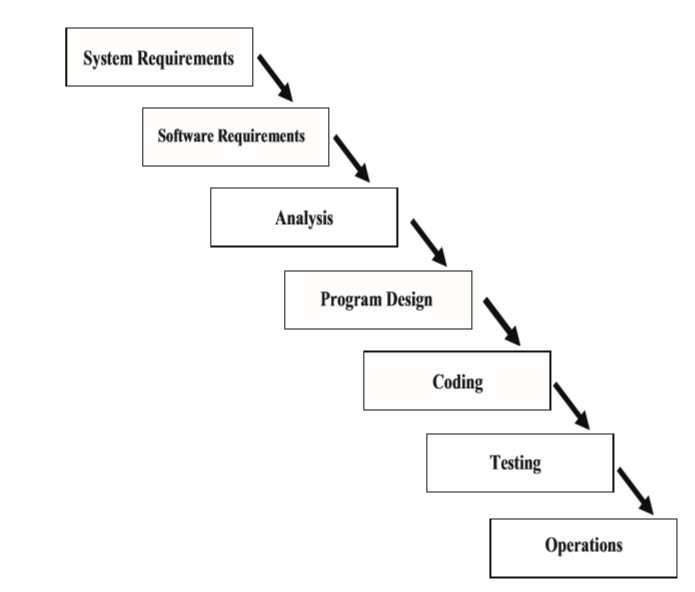 System Requirements
Software Requirements
Analysis
Program Design
Coding
Testing
Operations